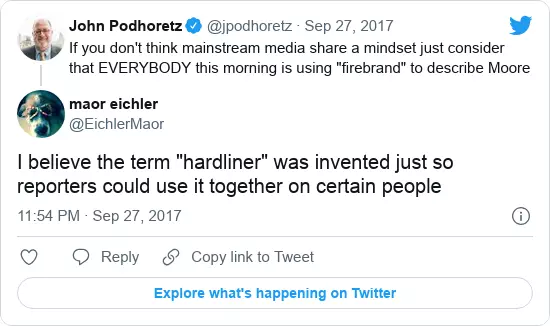 John Podhoretz @jpodhoretz · Sep 27, 2017
If you don't think mainstream media share a mindset just consider
that EVERYBODY this morning is using "firebrand" to describe Moore
maor eichler
@EichlerMaor
I believe the term "hardliner" was invented just so
reporters could use it together on certain people
11:54 PM · Sep 27, 2017
Reply
Copy link to Tweet
Explore what's happening on Twitter